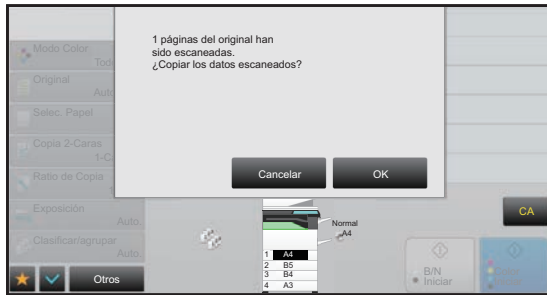 1 páginas del original han
sido escaneadas.
¿Copiar los datos escaneados?
Cancelar
OK
Modo Color
Original
Auto
Selec. Papel
Copia 2-Caras
Ratio de Copia
Exposición
Auto.
Clasificar/agrupar
Auto.
Otros
Normal
A4
1 A4
2 B5
3 B4
4 A3
CA
B/N
Iniciar